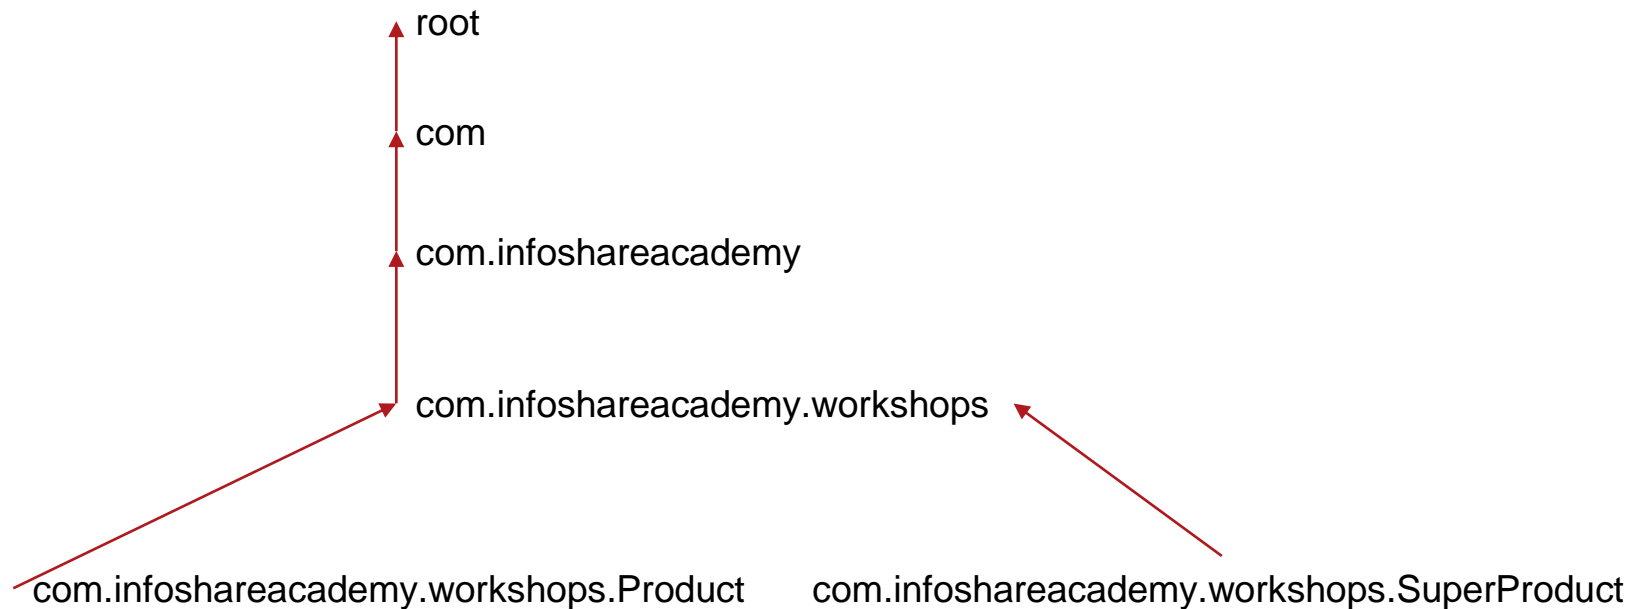 root
com
com.infoshareacademy
com.infoshareacademy.workshops
com.infoshareacademy.workshops.Product
com.infoshareacademy.workshops.SuperProduct